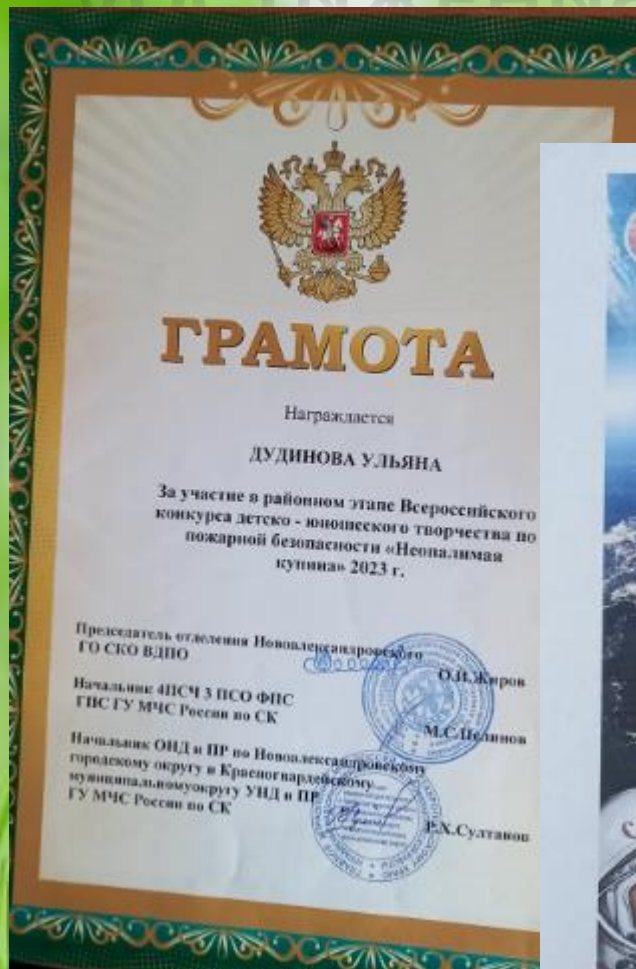 ГРАМОТА
Награждается
ДУДИНОВА УЛЬЯНА
За участие в районном этапе Всероссийского
конкурса детско - юношеского творчества по
пожарной безопасности «Неопалимая
купина» 2023 г.
Председатель отделения Новоалександровского
ГО СКО ВДПО
О.Н.Жиров
Начальник 4ПСЧ 3 ПСО ФПС
ГПС ГУ МЧС России по СК
М.С.Целинов
Начальник ОНД и ПР по Новоалександровскому
городскому округу и Красногвардейскому
муниципальномуокругу УНД и ПР
ГУ МЧС России по СК
Р.Х.Султанов